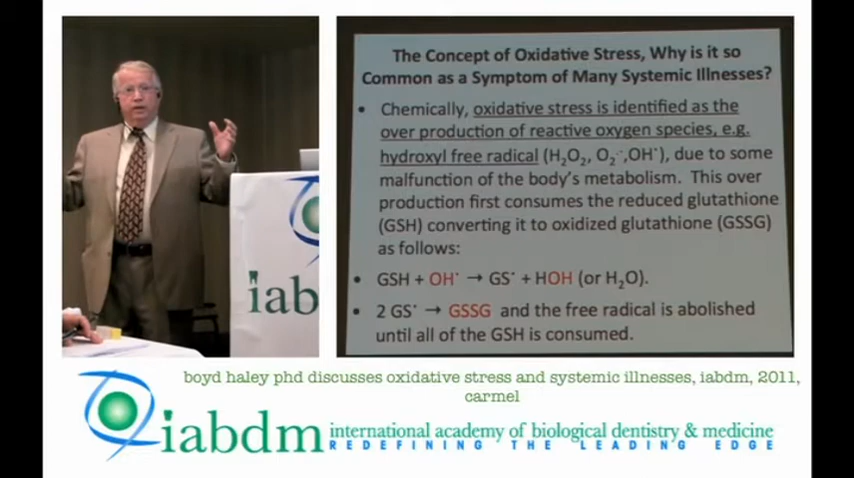 The Concept of Oxidative Stress, Why is it so
Common as a Symptom of Many Systemic Illnesses?
• Chemically, oxidative stress is identified as the
over production of reactive oxygen species, e.g.
hydroxyl free radical (H₂O₂, O₂⁻˙,OH˙), due to some
malfunction of the body's metabolism. This over
production first consumes the reduced glutathione
(GSH) converting it to oxidized glutathione (GSSG)
as follows:
• GSH + OH˙ → GS˙ + HOH (or H₂O).
• 2 GS˙ → GSSG and the free radical is abolished
until all of the GSH is consumed.
iab
boyd haley phd discusses oxidative stress and systemic illnesses, iabdm, 2011,
carmel
iabdm international academy of biological dentistry & medicine
REDEFINING THE LEADING EDGE